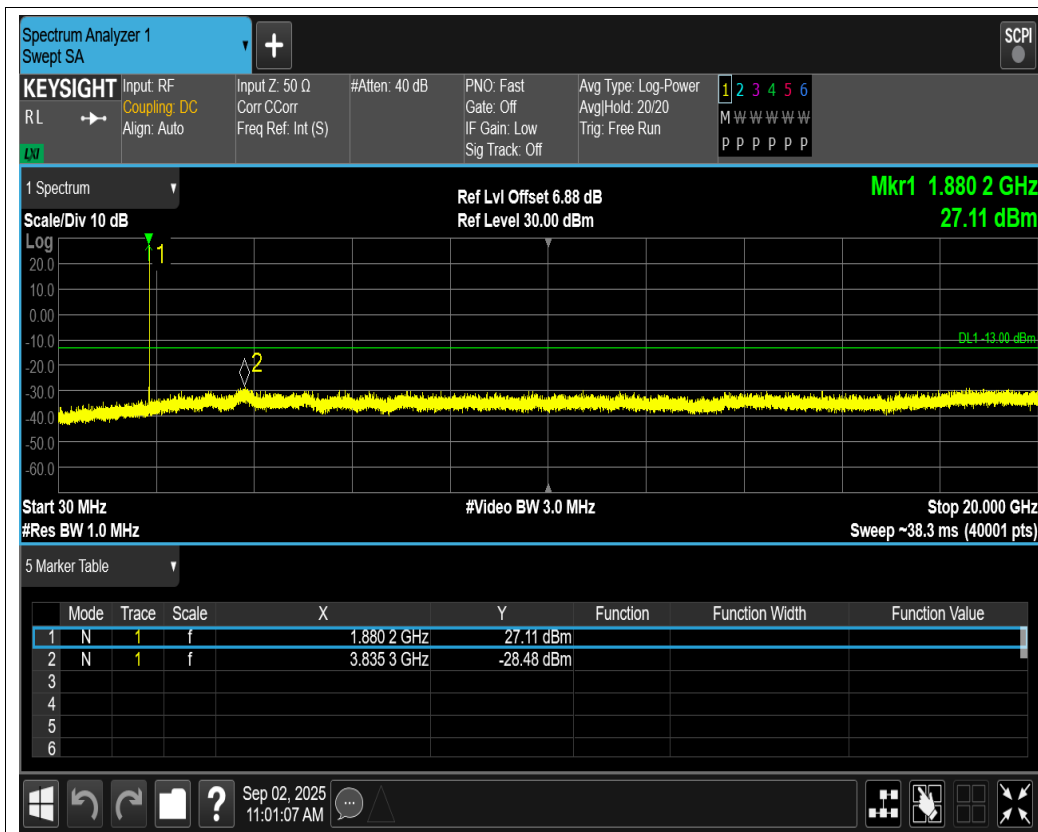 Spectrum Analyzer 1
Swept SA
+
SCPI
KEYSIGHT
RL
LXI
Input: RF
Coupling: DC
Align: Auto
Input Z: 50 Ω
Corr CCorr
Freq Ref: Int (S)
#Atten: 40 dB
PNO: Fast
Gate: Off
IF Gain: Low
Sig Track: Off
Avg Type: Log-Power
Avg|Hold: 20/20
Trig: Free Run
1 2 3 4 5 6
M W W W W W
P P P P P P
1 Spectrum
Scale/Div 10 dB
Ref Lvl Offset 6.88 dB
Ref Level 30.00 dBm
Mkr1 1.880 2 GHz
27.11 dBm
Log
20.0
10.0
0.00
-10.0
-20.0
-30.0
-40.0
-50.0
-60.0
1
2
DL1 -13.00 dBm
Start 30 MHz
#Video BW 3.0 MHz
Stop 20.000 GHz
#Res BW 1.0 MHz
Sweep ~38.3 ms (40001 pts)
5 Marker Table
Mode Trace Scale X Y Function Function Width Function Value
1 N 1 f 1.880 2 GHz 27.11 dBm
2 N 1 f 3.835 3 GHz -28.48 dBm
3
4
5
6
?
Sep 02, 2025
11:01:07 AM